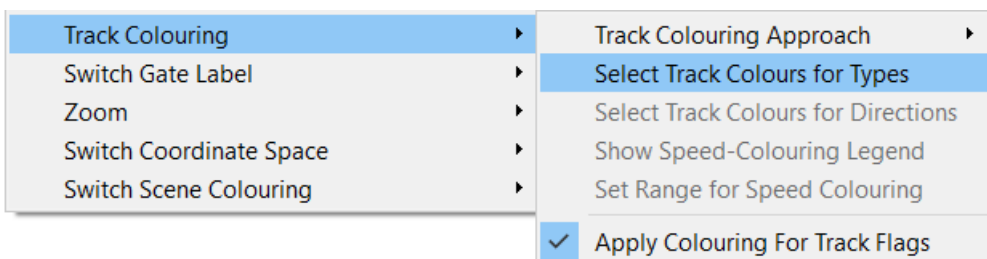 Track Colouring
Switch Gate Label
Zoom
Switch Coordinate Space
Switch Scene Colouring
Track Colouring Approach
Select Track Colours for Types
Select Track Colours for Directions
Show Speed-Colouring Legend
Set Range for Speed Colouring
Apply Colouring For Track Flags